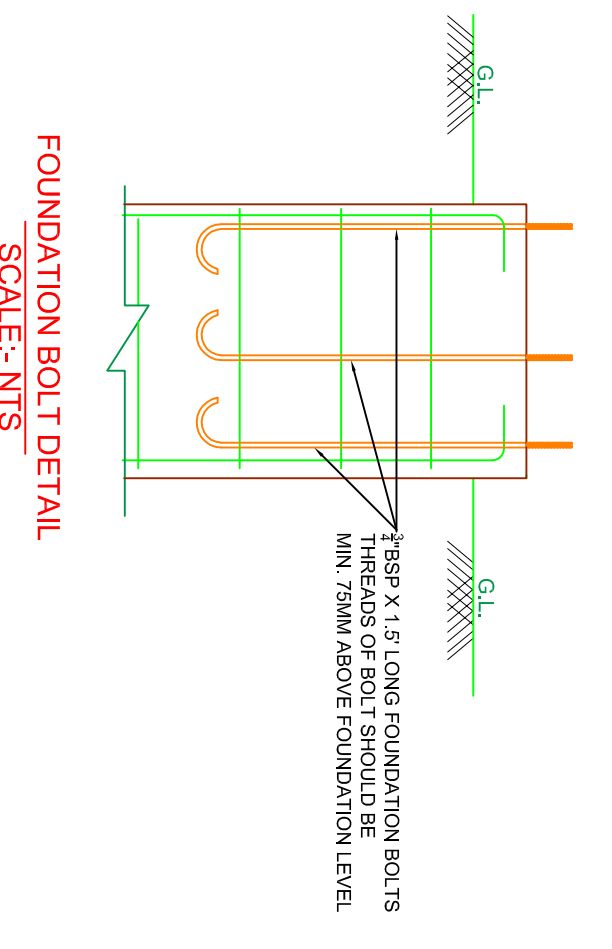 G.L.
G.L.
¾"BSP X 1.5' LONG FOUNDATION BOLTS
THREADS OF BOLT SHOULD BE
MIN. 75MM ABOVE FOUNDATION LEVEL
FOUNDATION BOLT DETAIL
SCALE:- NTS